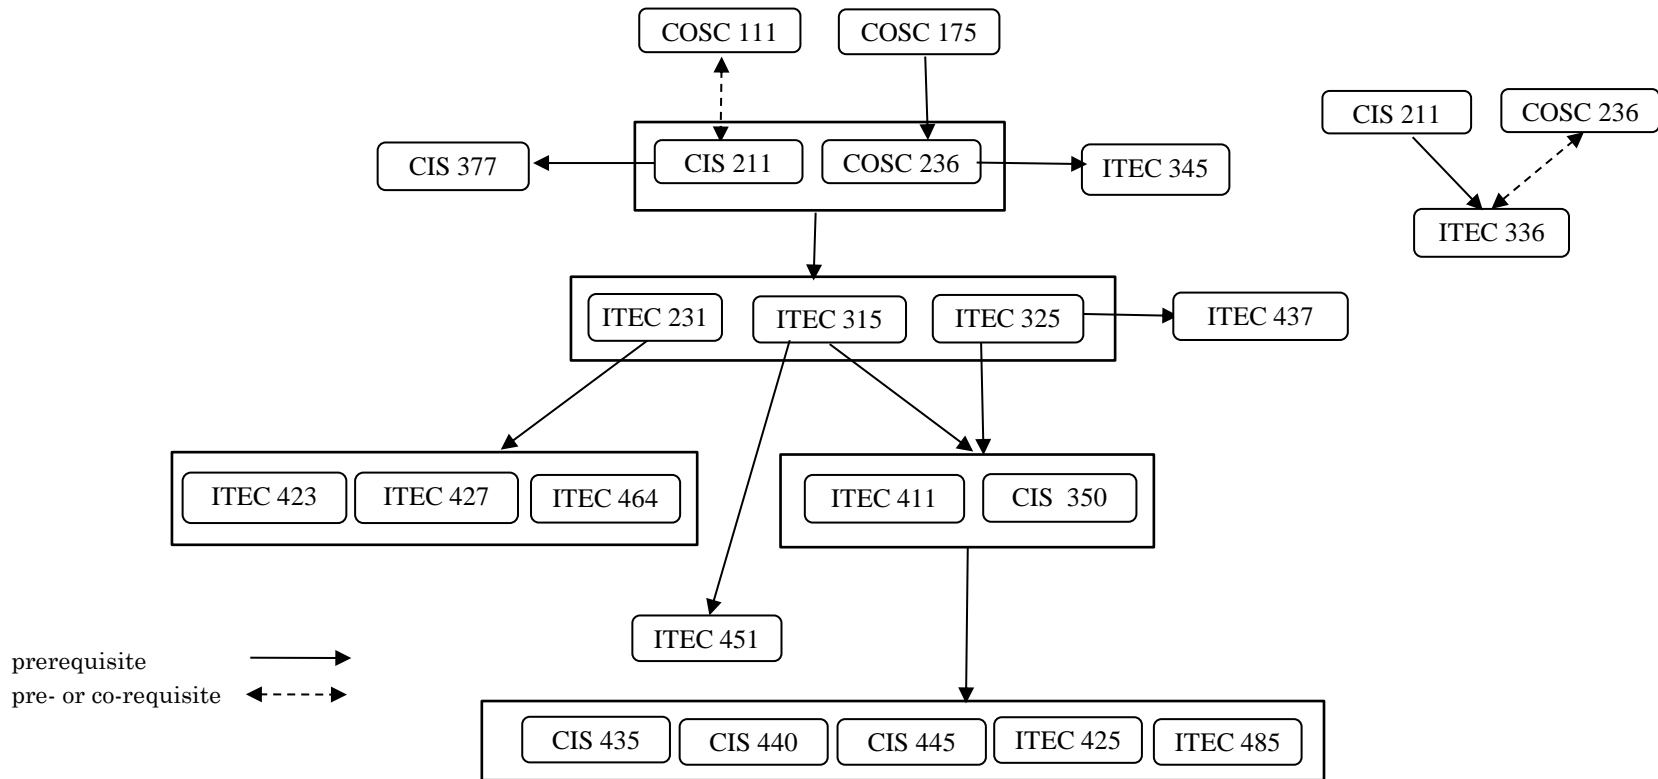 COSC 111
COSC 175
CIS 211
COSC 236
CIS 377
CIS 211
COSC 236
ITEC 345
ITEC 336
ITEC 231
ITEC 315
ITEC 325
ITEC 437
ITEC 423
ITEC 427
ITEC 464
ITEC 411
CIS 350
ITEC 451
prerequisite
pre- or co-requisite
CIS 435
CIS 440
CIS 445
ITEC 425
ITEC 485